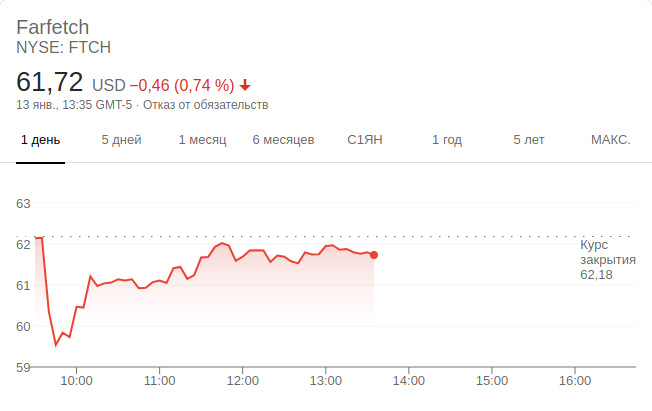 Farfetch
NYSE: FTCH
61,72 USD −0,46 (0,74 %)
13 янв., 13:35 GMT-5 · Отказ от обязательств
1 день 5 дней 1 месяц 6 месяцев С1ЯН 1 год 5 лет МАКС.
63
62
Курс
закрытия
62,18
61
60
59
10:00 11:00 12:00 13:00 14:00 15:00 16:00